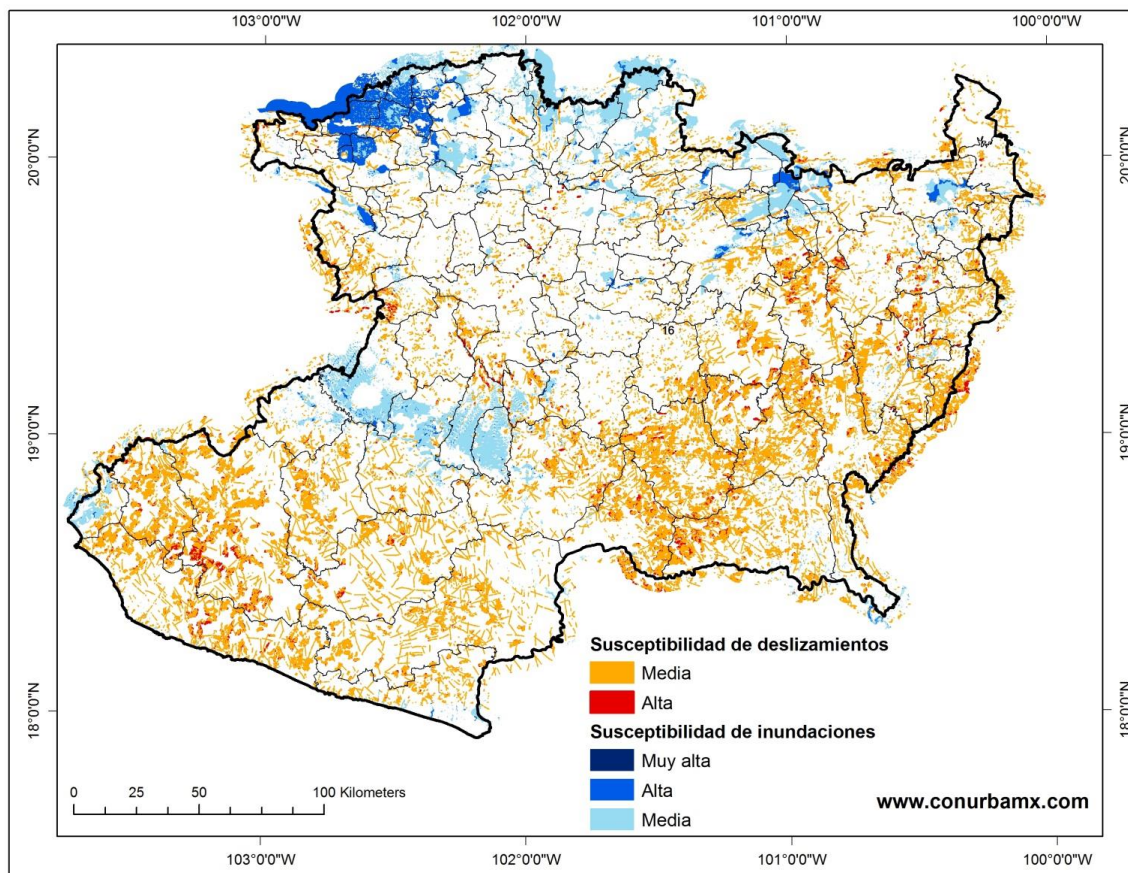 103°0'0"W 102°0'0"W 101°0'0"W 100°0'0"W
20°0'0"N
19°0'0"N
18°0'0"N
20°0'0"N
19°0'0"N
18°0'0"N
16
Susceptibilidad de deslizamientos
Media
Alta
Susceptibilidad de inundaciones
Muy alta
Alta
Media
0 25 50 100 Kilometers
www.conurbamx.com
103°0'0"W 102°0'0"W 101°0'0"W 100°0'0"W